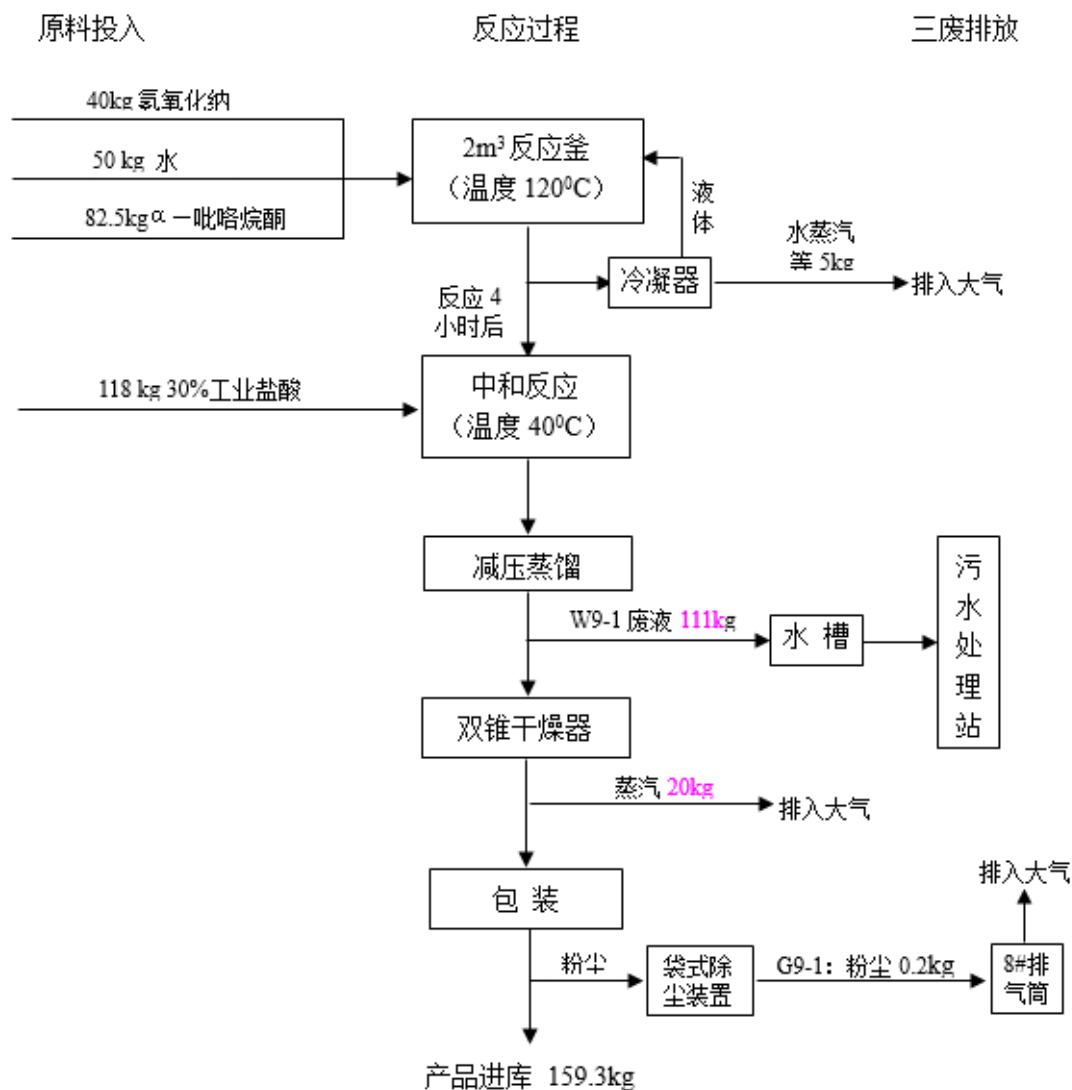 原料投入
反应过程
三废排放
40kg 氢氧化纳
50 kg 水
82.5kgα－吡咯烷酮
2m³ 反应釜
（温度 120⁰C）
液
体
水蒸汽
等 5kg
冷凝器
排入大气
反应 4
小时后
118 kg 30%工业盐酸
中和反应
（温度 40⁰C）
减压蒸馏
W9-1 废液 111kg
水 槽
污
水
处
理
站
双锥干燥器
蒸汽 20kg
排入大气
包 装
排入大气
粉尘
袋式除
尘装置
G9-1：粉尘 0.2kg
8#排
气筒
产品进库 159.3kg